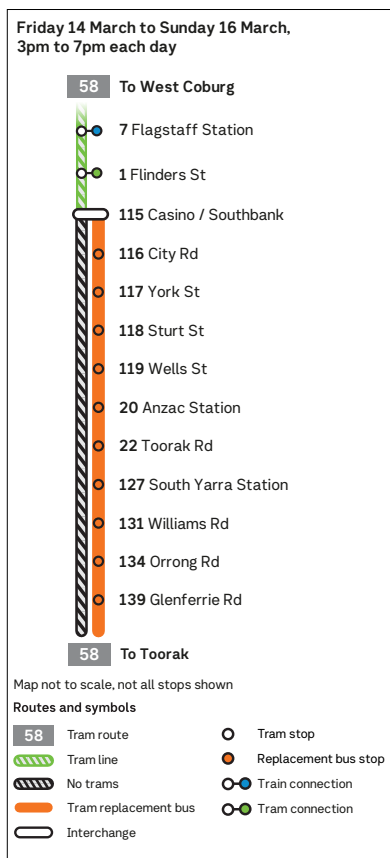 Friday 14 March to Sunday 16 March,
3pm to 7pm each day
58 To West Coburg
7 Flagstaff Station
1 Flinders St
115 Casino / Southbank
116 City Rd
117 York St
118 Sturt St
119 Wells St
20 Anzac Station
22 Toorak Rd
127 South Yarra Station
131 Williams Rd
134 Orrong Rd
139 Glenferrie Rd
58 To Toorak
Map not to scale, not all stops shown
Routes and symbols
58 Tram route
Tram line
No trams
Tram replacement bus
Interchange
Tram stop
Replacement bus stop
Train connection
Tram connection